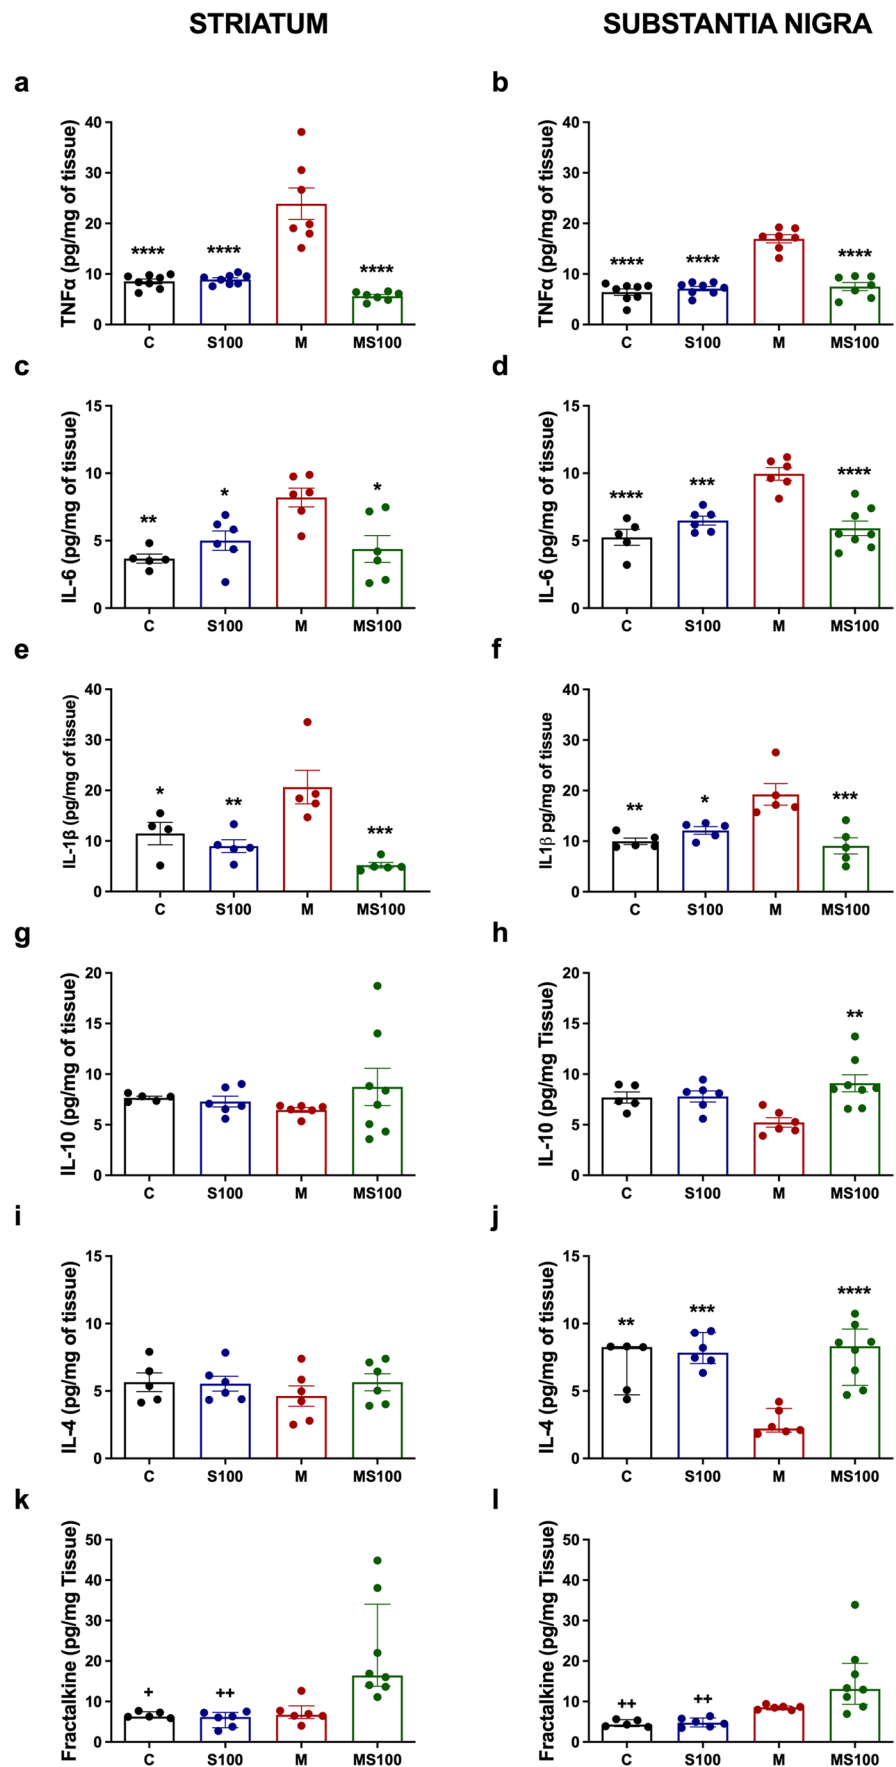 STRIATUM SUBSTANTIA NIGRA
a b
TNFα (pg/mg of tissue)
40
30
20
10
0
**** **** ****
C S100 M MS100
TNFα (pg/mg of tissue)
40
30
20
10
0
**** **** ****
C S100 M MS100
c d
IL-6 (pg/mg of tissue)
15
10
5
0
** * *
C S100 M MS100
IL-6 (pg/mg of tissue)
15
10
5
0
**** *** ****
C S100 M MS100
e f
IL-1β (pg/mg of tissue)
40
30
20
10
0
* ** ***
C S100 M MS100
IL1β pg/mg of tissue
40
30
20
10
0
** * ***
C S100 M MS100
g h
IL-10 (pg/mg of tissue)
20
15
10
5
0
C S100 M MS100
IL-10 (pg/mg Tissue)
20
15
10
5
0
**
C S100 M MS100
i j
IL-4 (pg/mg of tissue)
15
10
5
0
C S100 M MS100
IL-4 (pg/mg of tissue)
15
10
5
0
** *** ****
C S100 M MS100
k l
Fractalkine (pg/mg Tissue)
50
40
30
20
10
0
+ ++
C S100 M MS100
Fractalkine (pg/mg Tissue)
50
40
30
20
10
0
++ ++
C S100 M MS100